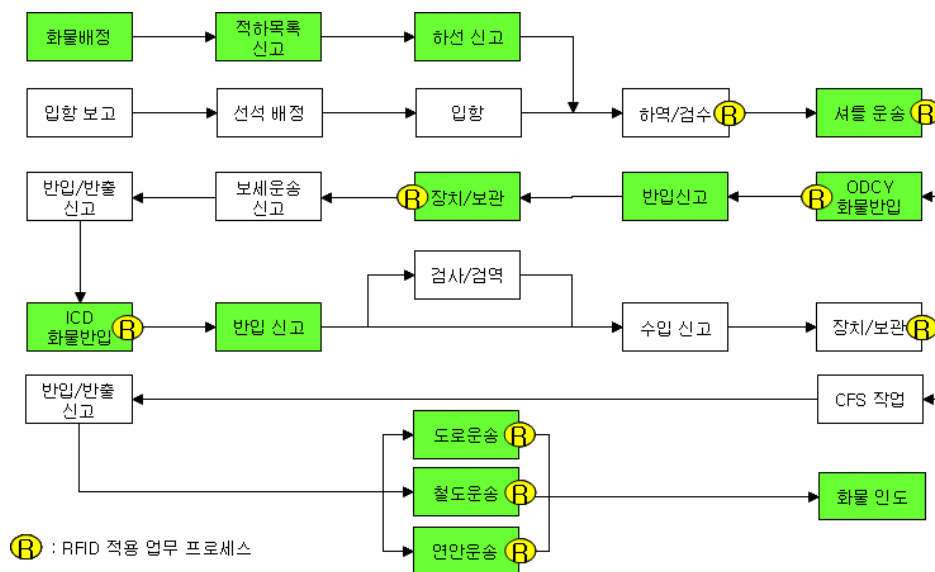 화물배정
적하목록
신고
하선 신고
입항 보고
선석 배정
입항
하역/검수
R
셔틀 운송
R
반입/반출
신고
보세운송
신고
R
장치/보관
반입신고
R
ODCY
화물반입
검사/검역
ICD
화물반입
R
반입 신고
수입 신고
장치/보관
R
반입/반출
신고
CFS 작업
도로운송
R
철도운송
R
화물 인도
연안운송
R
R : RFID 적용 업무 프로세스